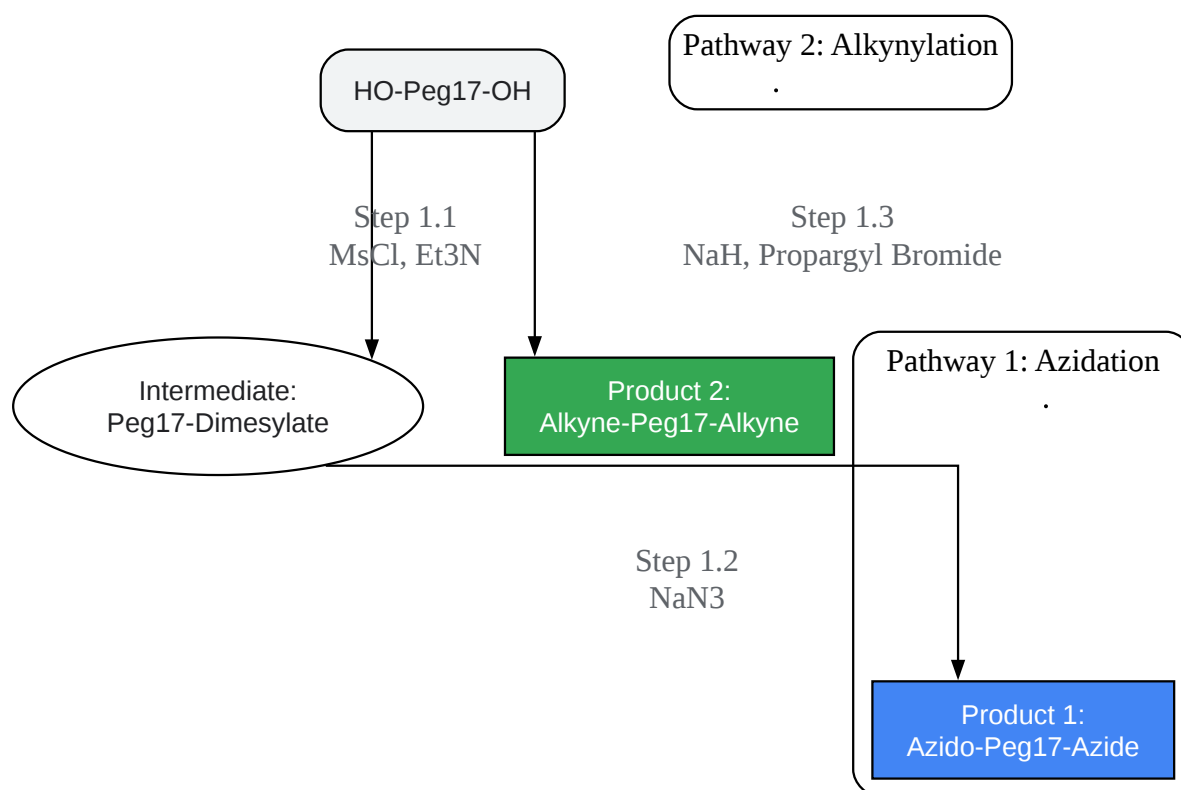 Pathway 2: Alkynylation
.
HO-Peg17-OH
Step 1.1
MsCl, Et3N
Step 1.3
NaH, Propargyl Bromide
Intermediate:
Peg17-Dimesylate
Product 2:
Alkyne-Peg17-Alkyne
Pathway 1: Azidation
.
Step 1.2
NaN3
Product 1:
Azido-Peg17-Azide